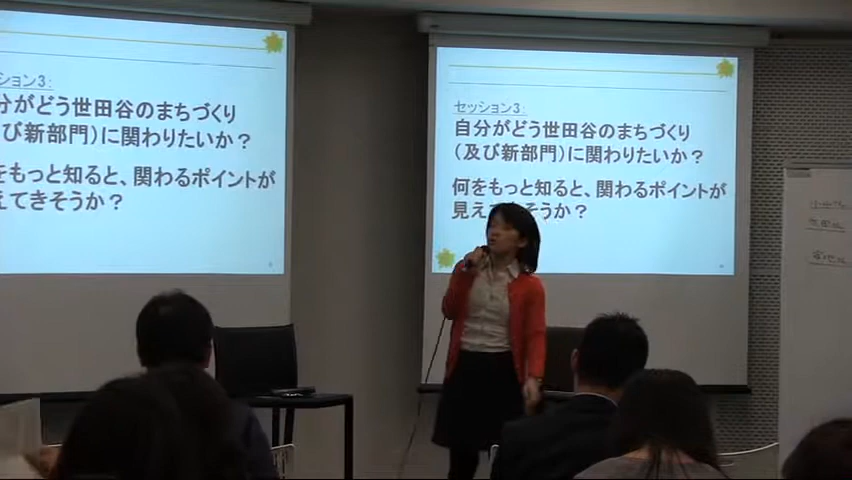 ション3:
分がどう世田谷のまちづくり
及び新部門)に関わりたいか?
をもっと知ると、関わるポイントが
えてきそうか?
セッション3:
自分がどう世田谷のまちづくり
(及び新部門)に関わりたいか?
何をもっと知ると、関わるポイントが
見え そうか?